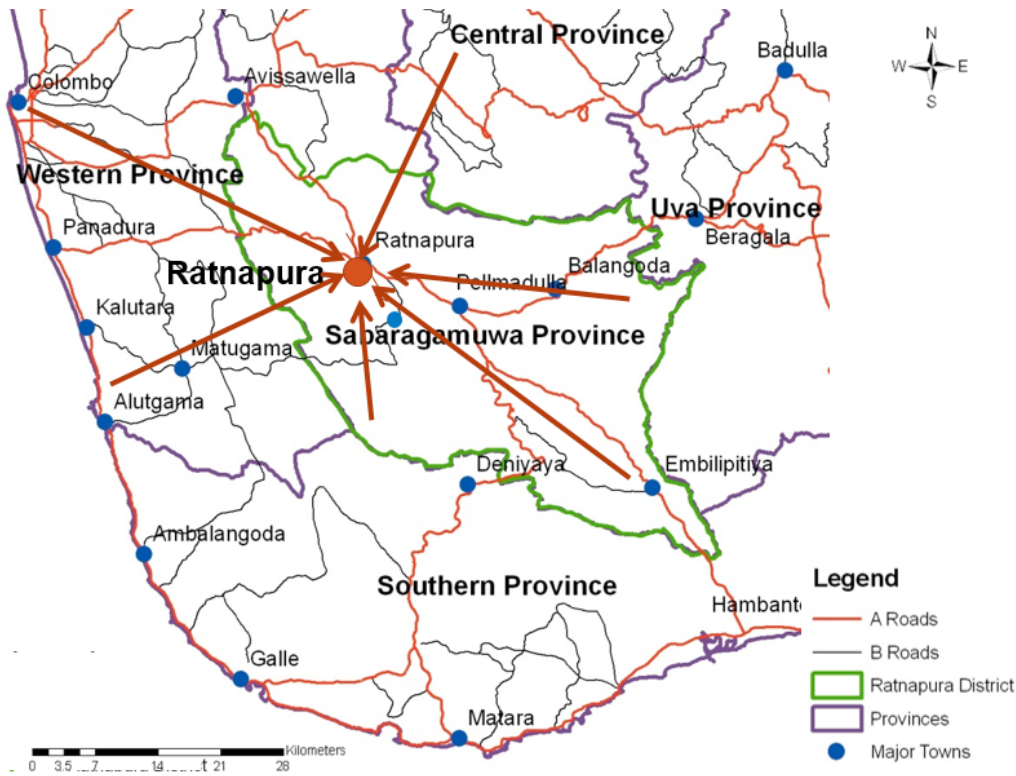 Central Province
N
Badulla
W E
S
Colombo
Avissawella
Western Province
Uva Province
Panadura
Ratnapura
Beragala
Ratnapura
Balangoda
Pellmadulla
Kalutara
Sabaragamuwa Province
Matugama
Alutgama
Deniyaya
Embilipitiya
Ambalangoda
Southern Province
Legend
Hambant
A Roads
B Roads
Galle
Ratnapura District
Matara
Provinces
Kilometers
Major Towns
0 3.5 7 14 21 28